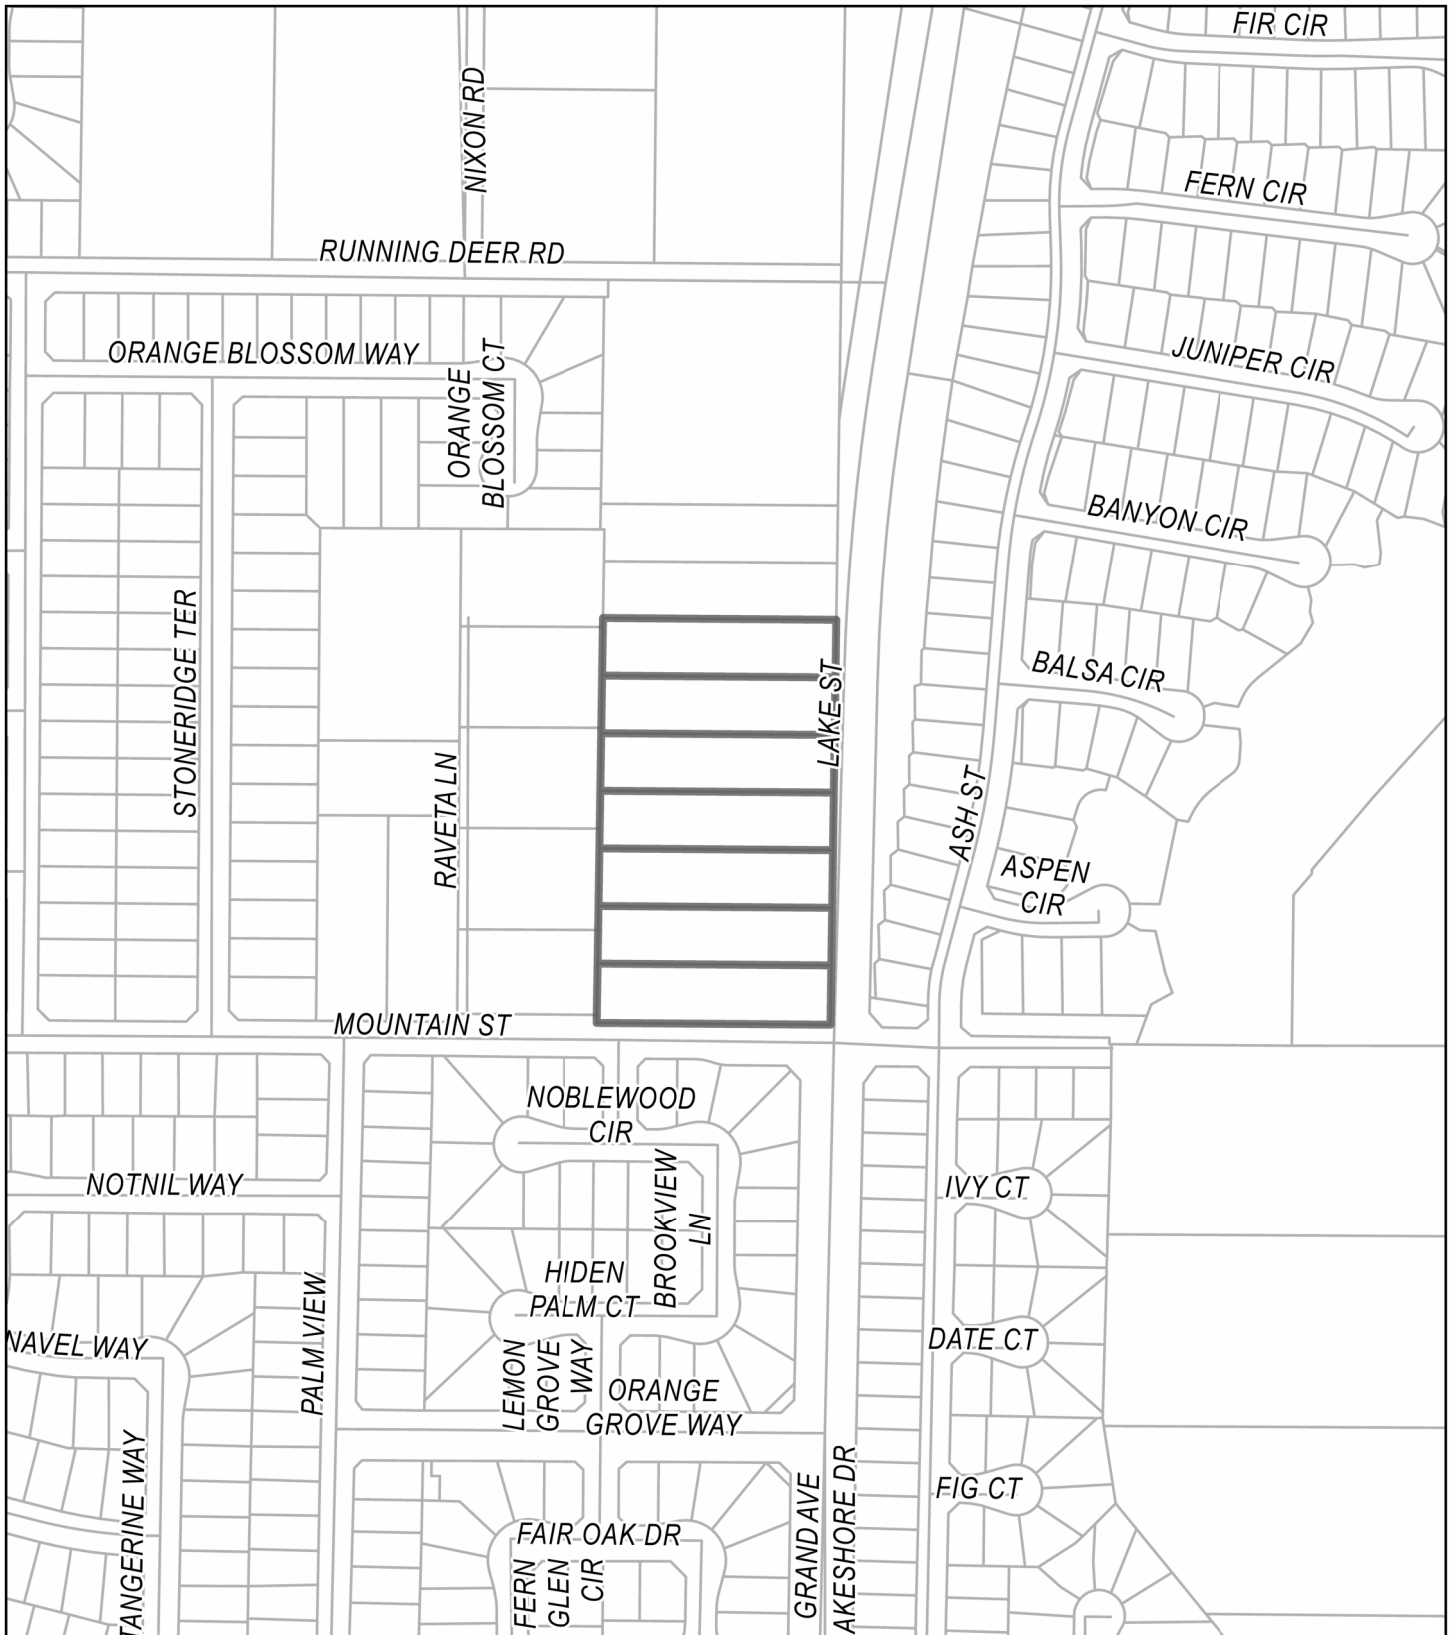 FIR CIR
NIXON RD
FERN CIR
RUNNING DEER RD
ORANGE BLOSSOM WAY
ORANGE
BLOSSOM CT
JUNIPER CIR
BANYON CIR
STONERIDGE TER
BALSA CIR
LAKE ST
RAVETA LN
ASH ST
ASPEN
CIR
MOUNTAIN ST
NOBLEWOOD
CIR
NOTNIL WAY
IVY CT
BROOKVIEW
LN
HIDEN
PALM CT
PALM VIEW
NAVEL WAY
DATE CT
LEMON
GROVE
WAY
ORANGE
GROVE WAY
TANGERINE WAY
GRAND AVE
AKESHORE DR
FIG CT
FAIR OAK DR
FERN
GLEN
CIR